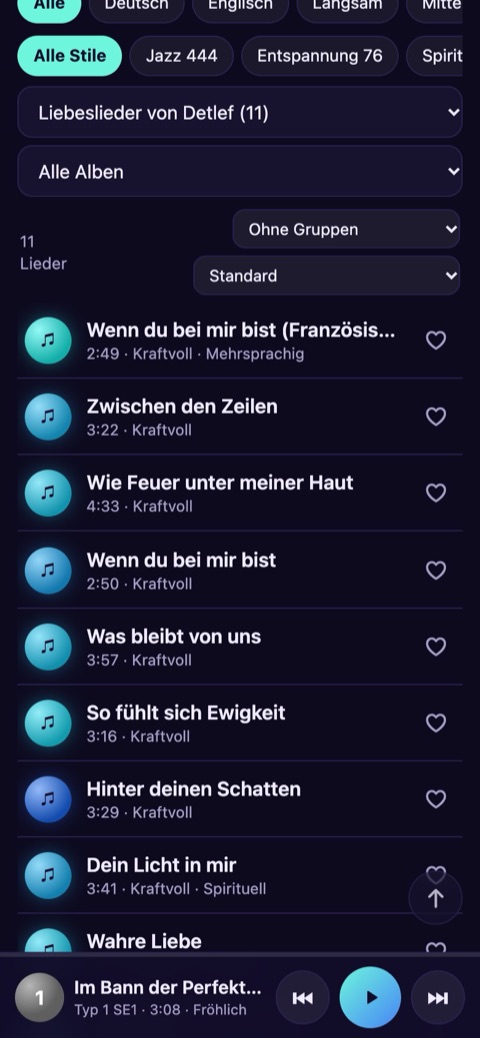 Alle Deutsch Englisch Langsam Mitte
Alle Stile Jazz 444 Entspannung 76 Spirit
Liebeslieder von Detlef (11)
Alle Alben
11
Lieder
Ohne Gruppen
Standard
Wenn du bei mir bist (Französis...
2:49 · Kraftvoll · Mehrsprachig
Zwischen den Zeilen
3:22 · Kraftvoll
Wie Feuer unter meiner Haut
4:33 · Kraftvoll
Wenn du bei mir bist
2:50 · Kraftvoll
Was bleibt von uns
3:57 · Kraftvoll
So fühlt sich Ewigkeit
3:16 · Kraftvoll
Hinter deinen Schatten
3:29 · Kraftvoll
Dein Licht in mir
3:41 · Kraftvoll · Spirituell
Wahre Liebe
1
Im Bann der Perfekt...
Typ 1 SE1 · 3:08 · Fröhlich